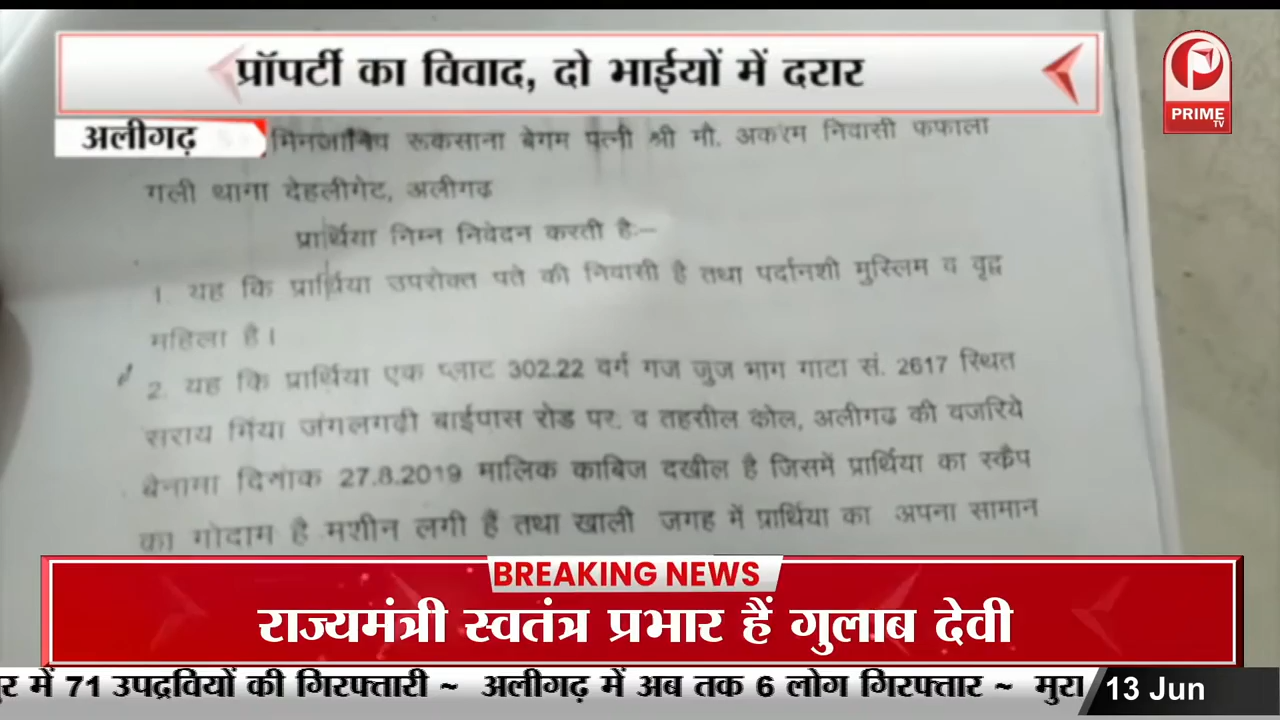 प्रॉपर्टी का विवाद, दो भाईयों में दरार
PRIME
TV
अलीगढ़
मिनजानिब रूकसाना बेगम पत्नी श्री मौ. अकरम निवासी फफाला
गली थाना देहलीगेट, अलीगढ़
प्रार्थिया निम्न निवेदन करती है:—
1. यह कि प्रार्थिया उपरोक्त पते की निवासी है तथा पर्दानशी मुस्लिम व वृद्व
महिला है।
2. यह कि प्रार्थिया एक प्लाट 302.22 वर्ग गज जुज भाग गाटा सं. 2617 स्थित
सराय मिंया जंगलगढ़ी बाईपास रोड पर व तहसील कोल, अलीगढ की वजरिये
बेनामा दिनांक 27.8.2019 मालिक काबिज दखील है जिसमें प्रार्थिया का स्क्रैप
का गोदाम है मशीन लगी हैं तथा खाली जगह में प्रार्थिया का अपना सामान
BREAKING NEWS
राज्यमंत्री स्वतंत्र प्रभार हैं गुलाब देवी
र में 71 उपद्रवियों की गिरफ्तारी ~ अलीगढ़ में अब तक 6 लोग गिरफ्तार ~ मुरा
13 Jun